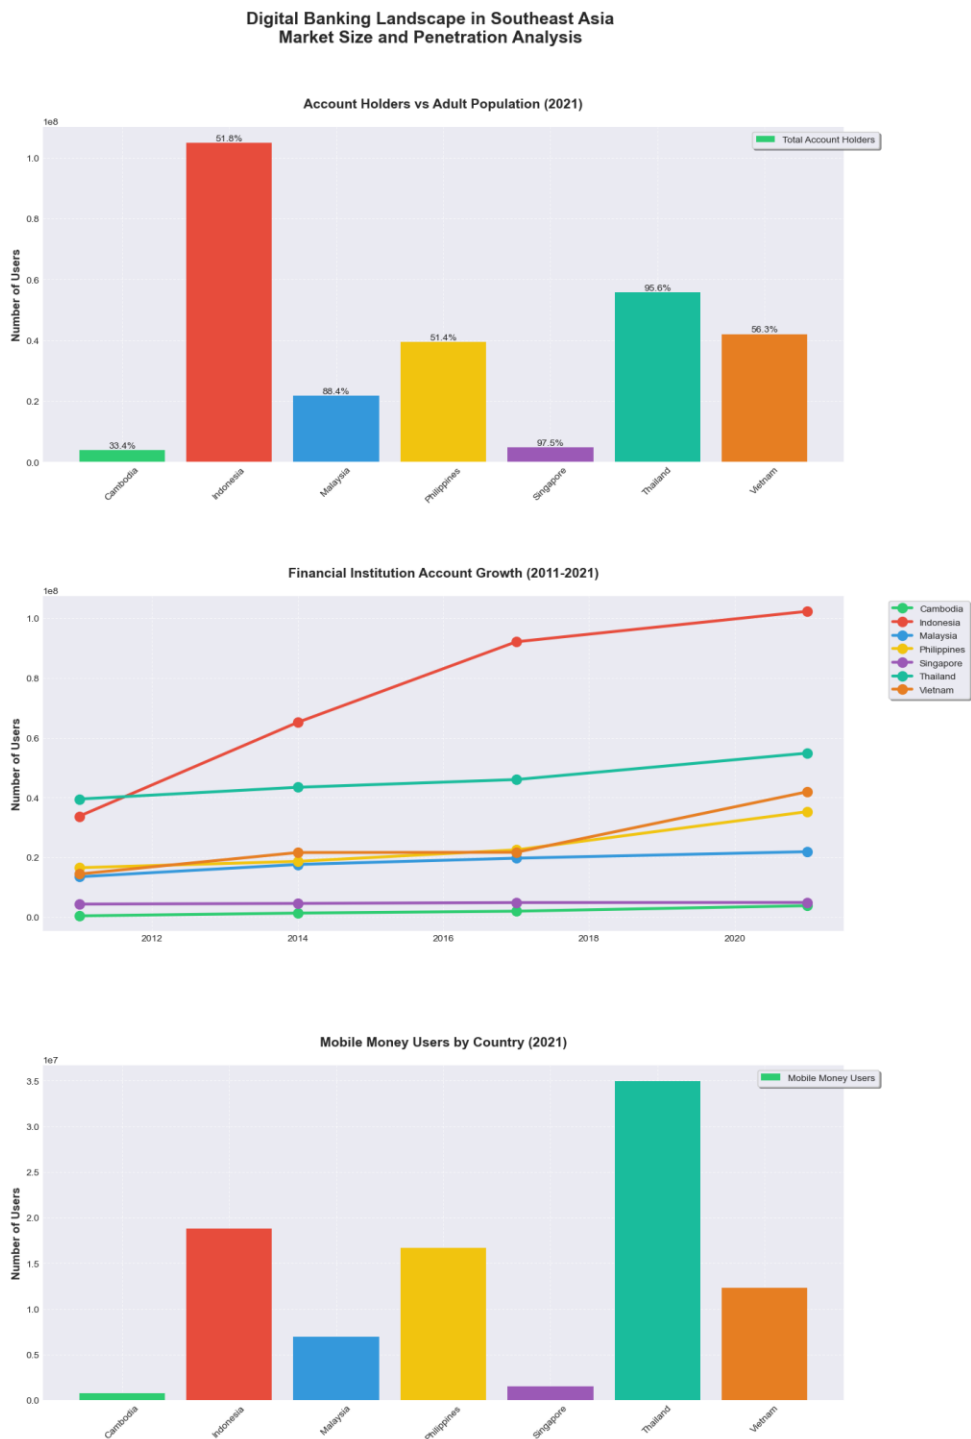 Digital Banking Landscape in Southeast Asia
Market Size and Penetration Analysis
Account Holders vs Adult Population (2021)
1e8
Total Account Holders
Number of Users
1.0
0.8
0.6
0.4
0.2
0.0
33.4%
51.8%
88.4%
51.4%
97.5%
95.6%
56.3%
Cambodia
Indonesia
Malaysia
Philippines
Singapore
Thailand
Vietnam
Financial Institution Account Growth (2011-2021)
1e8
Number of Users
1.0
0.8
0.6
0.4
0.2
0.0
2012
2014
2016
2018
2020
Cambodia
Indonesia
Malaysia
Philippines
Singapore
Thailand
Vietnam
Mobile Money Users by Country (2021)
1e7
Mobile Money Users
Number of Users
3.5
3.0
2.5
2.0
1.5
1.0
0.5
0.0
Cambodia
Indonesia
Malaysia
Philippines
Singapore
Thailand
Vietnam